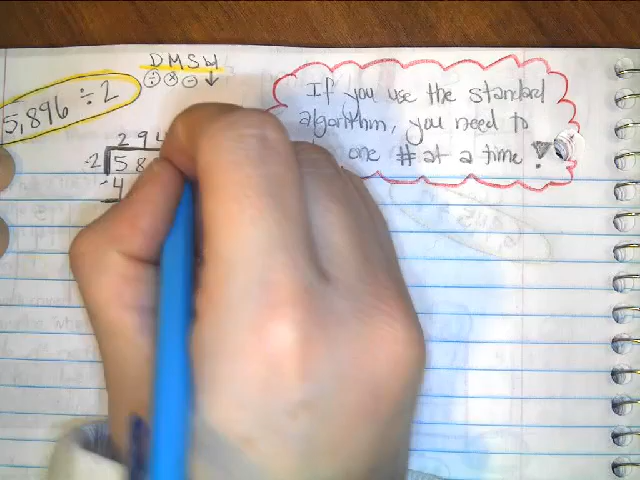 D M S
÷ × − ↓
5,896 ÷ 2
If you use the standard
algorithm, you need to
one # at a time !
2 9 4
2 5 8
- 4